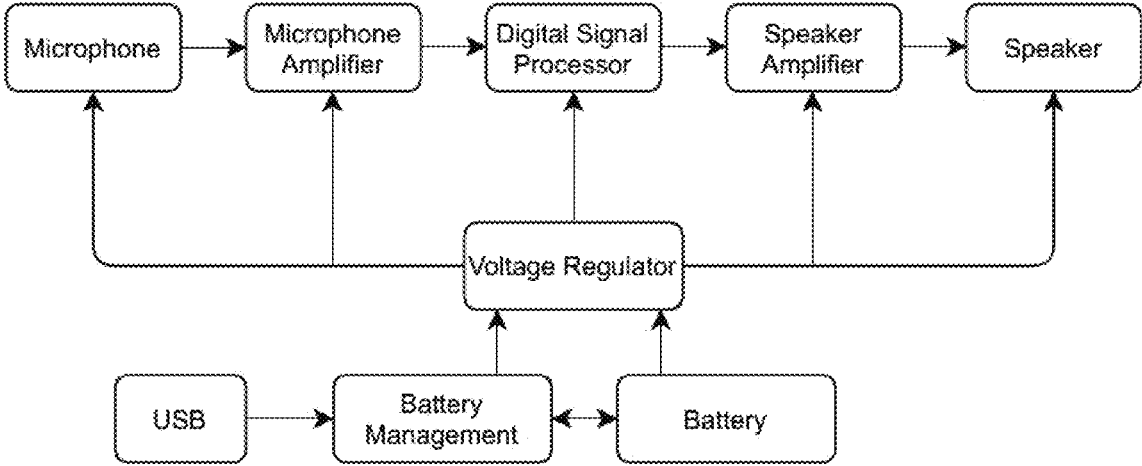 Microphone
Microphone
Amplifier
Digital Signal
Processor
Speaker
Amplifier
Speaker
Voltage Regulator
USB
Battery
Management
Battery